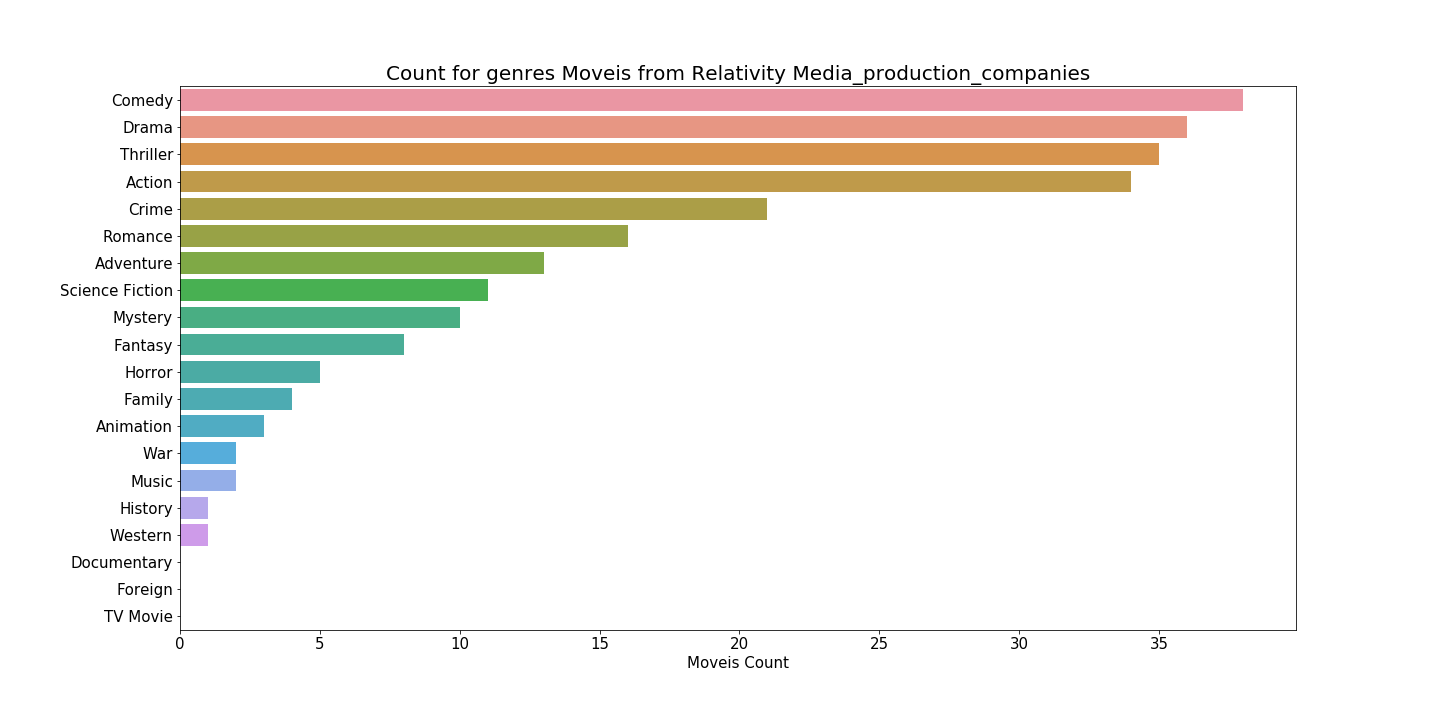 Count for genres Moveis from Relativity Media_production_companies
Comedy
Drama
Thriller
Action
Crime
Romance
Adventure
Science Fiction
Mystery
Fantasy
Horror
Family
Animation
War
Music
History
Western
Documentary
Foreign
TV Movie
0 5 10 15 20 25 30 35
Moveis Count